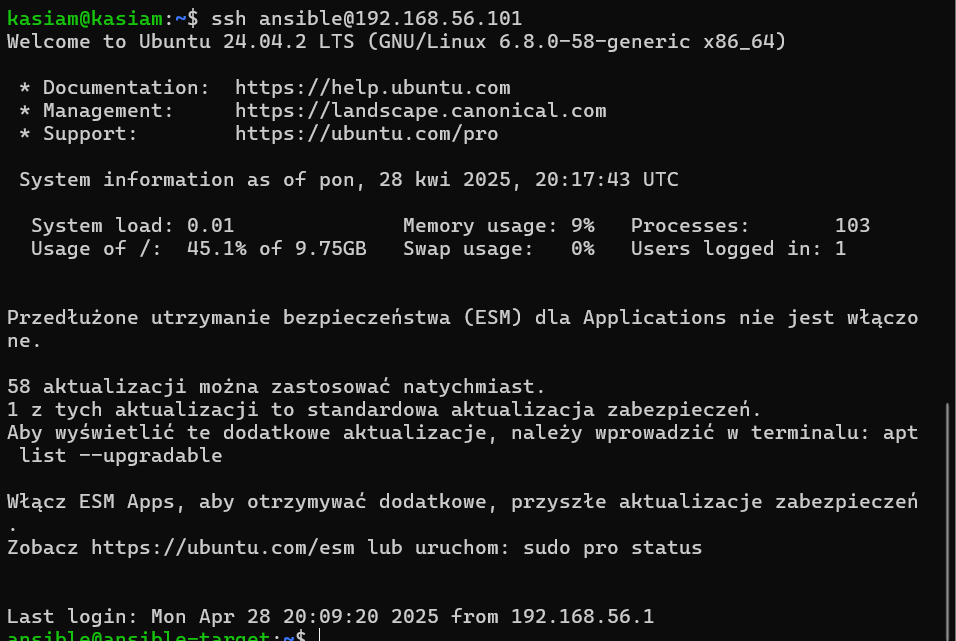 kasiam@kasiam:~$ ssh ansible@192.168.56.101
Welcome to Ubuntu 24.04.2 LTS (GNU/Linux 6.8.0-58-generic x86_64)
* Documentation:  https://help.ubuntu.com
* Management:     https://landscape.canonical.com
* Support:        https://ubuntu.com/pro
System information as of pon, 28 kwi 2025, 20:17:43 UTC
System load: 0.01              Memory usage: 9%   Processes:       103
Usage of /:  45.1% of 9.75GB   Swap usage:   0%   Users logged in: 1
Przedłużone utrzymanie bezpieczeństwa (ESM) dla Applications nie jest włączo
ne.
58 aktualizacji można zastosować natychmiast.
1 z tych aktualizacji to standardowa aktualizacja zabezpieczeń.
Aby wyświetlić te dodatkowe aktualizacje, należy wprowadzić w terminalu: apt
list --upgradable
Włącz ESM Apps, aby otrzymywać dodatkowe, przyszłe aktualizacje zabezpieczeń
.
Zobacz https://ubuntu.com/esm lub uruchom: sudo pro status
Last login: Mon Apr 28 20:09:20 2025 from 192.168.56.1
ansible@ansible-target:~$